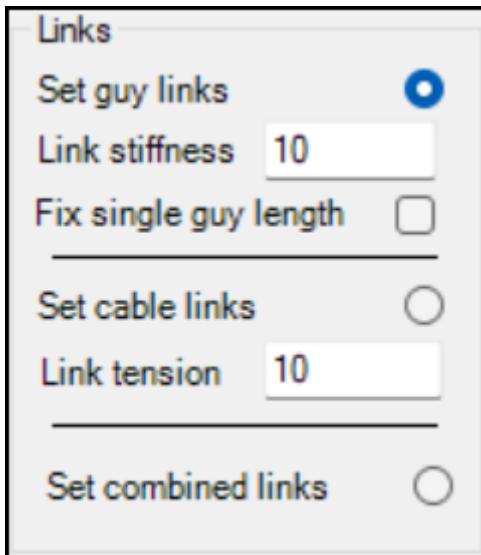 Links
Set guy links
Link stiffness 10
Fix single guy length
Set cable links
Link tension 10
Set combined links